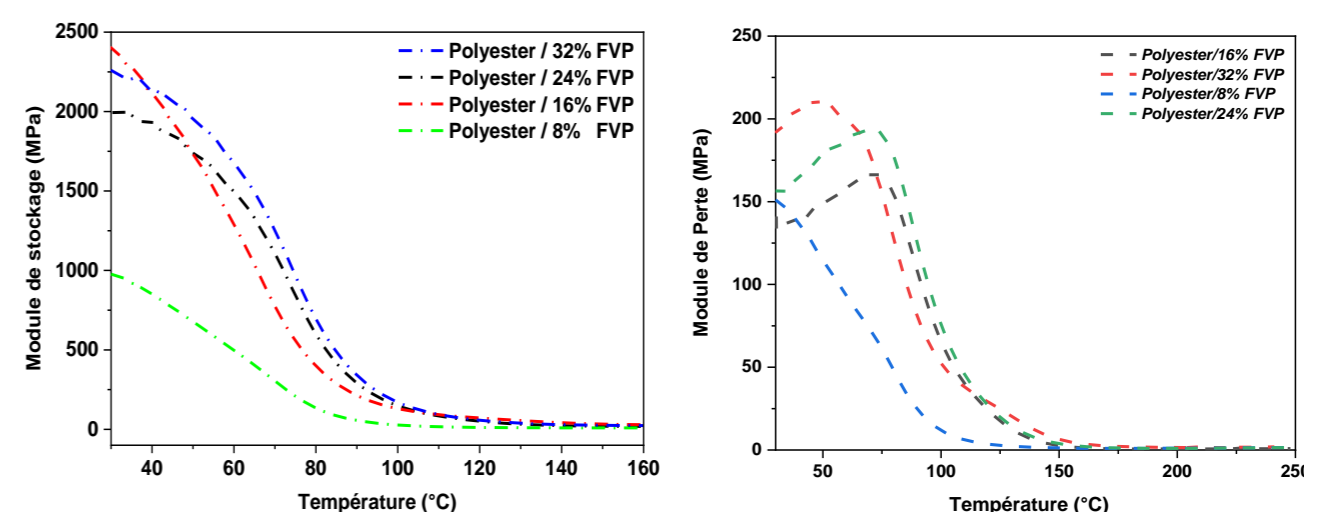 2500
2000
1500
1000
500
0
Module de stockage (MPa)
Polyester / 32% FVP
Polyester / 24% FVP
Polyester / 16% FVP
Polyester / 8% FVP
40 60 80 100 120 140 160
Température (°C)
250
200
150
100
50
0
Module de Perte (MPa)
Polyester/16% FVP
Polyester/32% FVP
Polyester/8% FVP
Polyester/24% FVP
50 100 150 200 250
Température (°C)